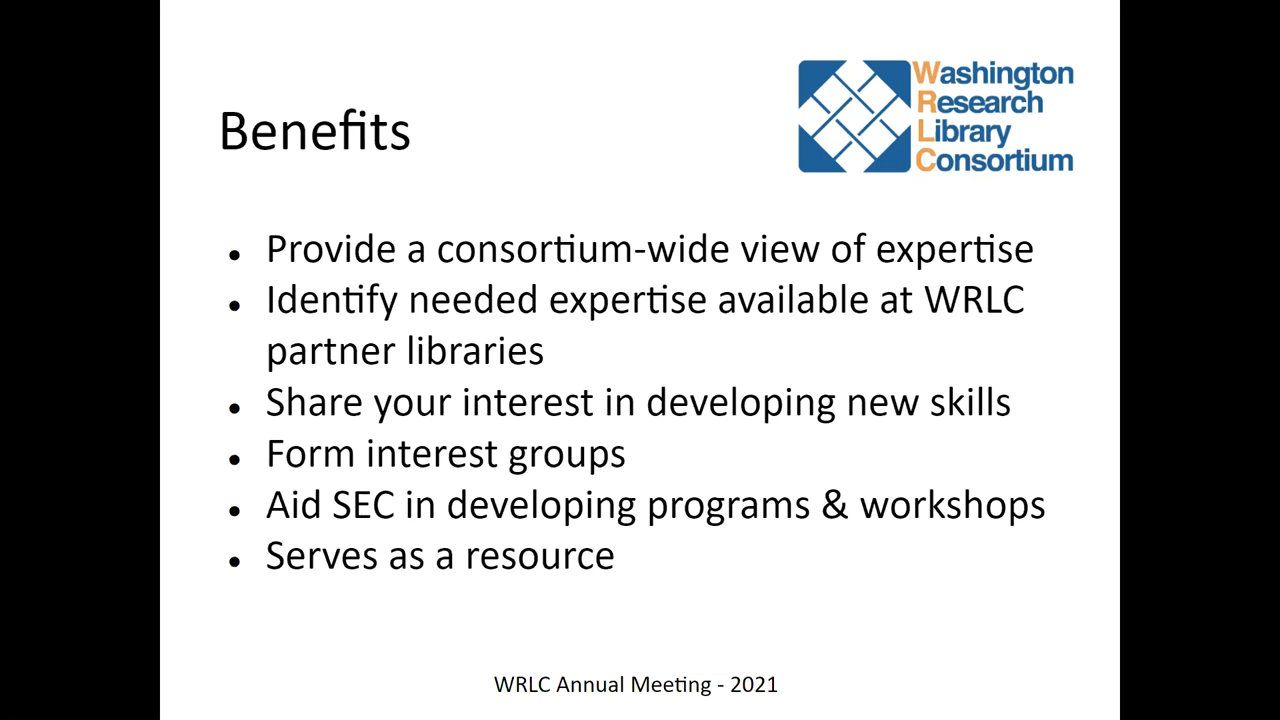 Benefits
Washington
Research
Library
Consortium
• Provide a consortium-wide view of expertise
• Identify needed expertise available at WRLC
partner libraries
• Share your interest in developing new skills
• Form interest groups
• Aid SEC in developing programs & workshops
• Serves as a resource
WRLC Annual Meeting - 2021